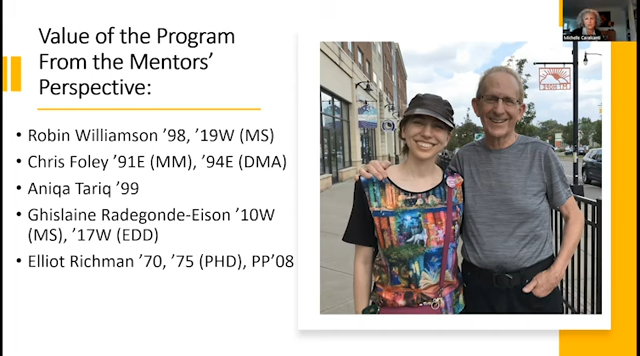 Michelle Cavalcanti
Value of the Program
From the Mentors'
Perspective:
• Robin Williamson '98, '19W (MS)
• Chris Foley '91E (MM), '94E (DMA)
• Aniqa Tariq '99
• Ghislaine Radegonde-Eison '10W
(MS), '17W (EDD)
• Elliot Richman '70, '75 (PHD), PP'08